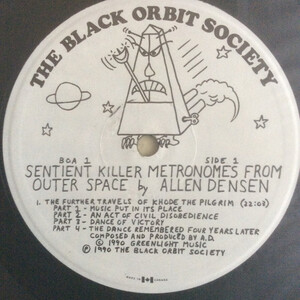 THE BLACK ORBIT SOCIETY
BOA 1
SIDE 1
SENTIENT KILLER METRONOMES FROM
OUTER SPACE by ALLEN DENSEN
1. THE FURTHER TRAVELS OF KHODE THE PILGRIM (22:03)
PART 1 - MUSIC PUT IN ITS PLACE
PART 2 - AN ACT OF CIVIL DISOBEDIENCE
PART 3 - DANCE OF VICTORY
PART 4 - THE DANCE REMEMBERED FOUR YEARS LATER
COMPOSED AND PRODUCED BY A.D.
© 1990 GREENLIGHT MUSIC
℗ 1990 THE BLACK ORBIT SOCIETY